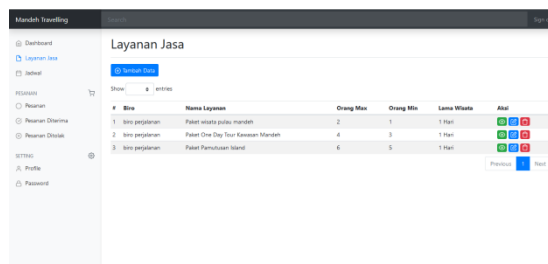 Mandeh Travelling
Search
Sign o
Dashboard
Layanan Jasa
Jadwal
PESANAN
Pesanan
Pesanan Diterima
Pesanan Ditolak
SETTING
Profile
Password
Layanan Jasa
Tambah Data
Show entries
# Biro Nama Layanan Orang Max Orang Min Lama Wisata Aksi
1 biro perjalanan Paket wisata pulau mandeh 2 1 1 Hari
2 biro perjalanan Paket One Day Tour Kawasan Mandeh 4 3 1 Hari
3 biro perjalanan Paket Pamutusan Island 6 5 1 Hari
Previous 1 Next